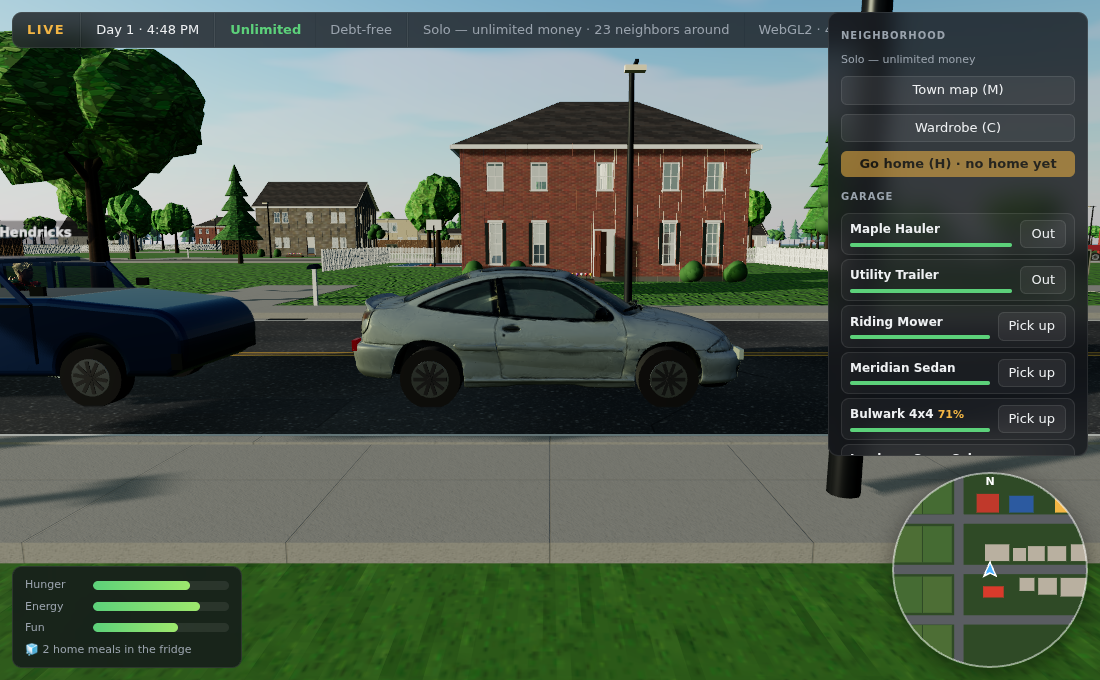 LIVE
Day 1 · 4:48 PM
Unlimited
Debt-free
Solo — unlimited money · 23 neighbors around
WebGL2 ·
NEIGHBORHOOD
Solo — unlimited money
Town map (M)
Wardrobe (C)
Go home (H) · no home yet
GARAGE
Maple Hauler
Out
Utility Trailer
Out
Riding Mower
Pick up
Meridian Sedan
Pick up
Bulwark 4x4 71%
Pick up
Hendricks
N
Hunger
Energy
Fun
2 home meals in the fridge